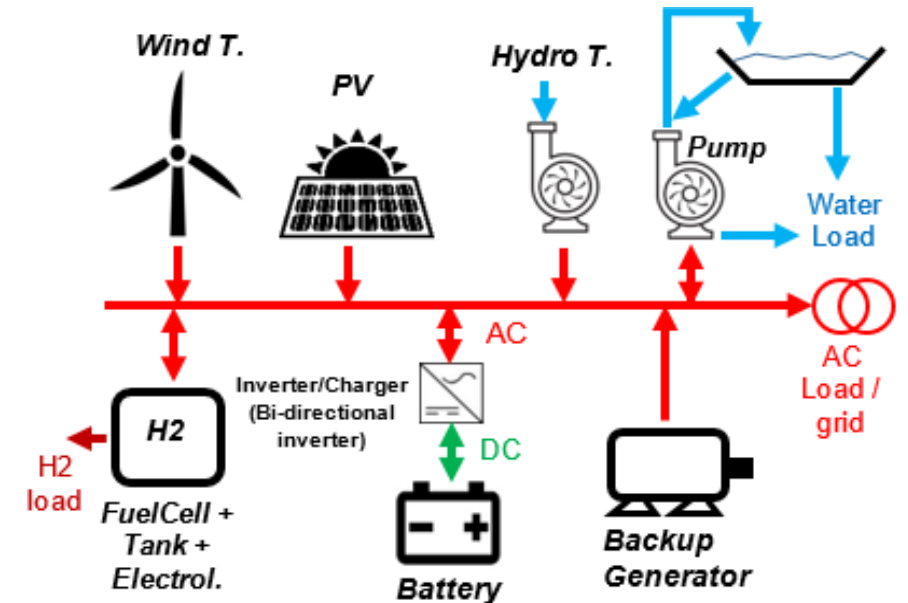 Wind T.
PV
Hydro T.
Pump
Water
Load
AC
AC
Load /
grid
Inverter/Charger
(Bi-directional
inverter)
DC
H2
H2
load
FuelCell +
Tank +
Electrol.
Battery
Backup
Generator